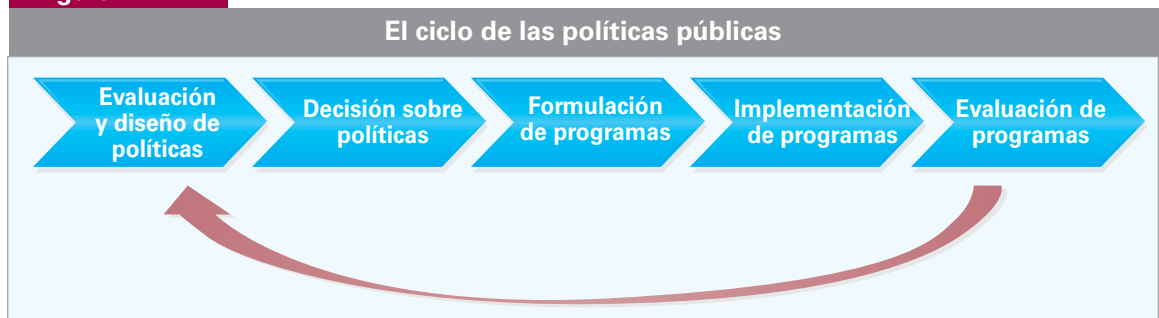 El ciclo de las políticas públicas
Evaluación
y diseño de
políticas
Decisión sobre
políticas
Formulación
de programas
Implementación
de programas
Evaluación de
programas